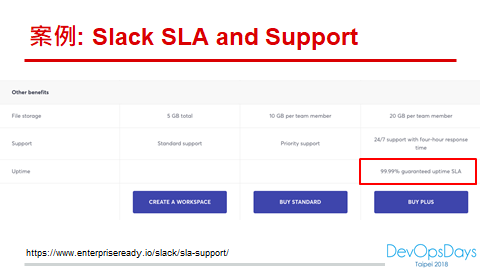 案例: Slack SLA and Support
Other benefits
File storage 5 GB total 10 GB per team member 20 GB per team member
Support Standard support Priority support 24/7 support with four-hour response time
Uptime 99.99% guaranteed uptime SLA
CREATE A WORKSPACE BUY STANDARD BUY PLUS
https://www.enterpriseready.io/slack/sla-support/
DevOpsDays
Taipei 2018